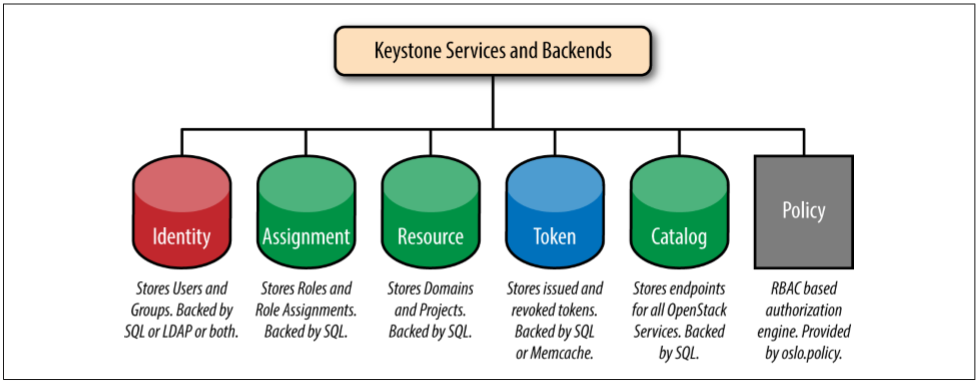 Keystone Services and Backends
Identity
Assignment
Resource
Token
Catalog
Policy
Stores Users and
Groups. Backed by
SQL or LDAP or both.
Stores Roles and
Role Assignments.
Backed by SQL.
Stores Domains
and Projects.
Backed by SQL.
Stores issued and
revoked tokens.
Backed by SQL
or Memcache.
Stores endpoints
for all OpenStack
Services. Backed
by SQL.
RBAC based
authorization
engine. Provided
by oslo.policy.